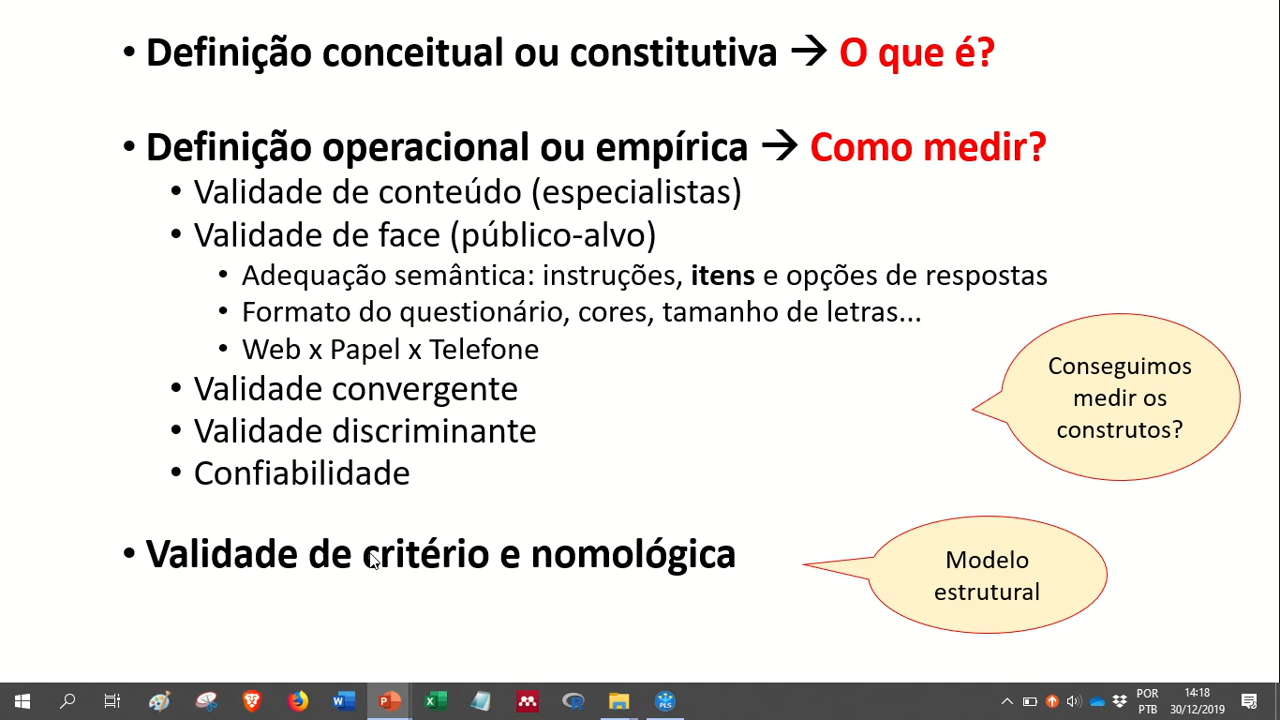 • Definição conceitual ou constitutiva → O que é?
• Definição operacional ou empírica → Como medir?
• Validade de conteúdo (especialistas)
• Validade de face (público-alvo)
• Adequação semântica: instruções, itens e opções de respostas
• Formato do questionário, cores, tamanho de letras...
• Web x Papel x Telefone
• Validade convergente
• Validade discriminante
• Confiabilidade
Conseguimos
medir os
construtos?
• Validade de critério e nomológica
Modelo
estrutural
POR
PTB
14:18
30/12/2019
PLS